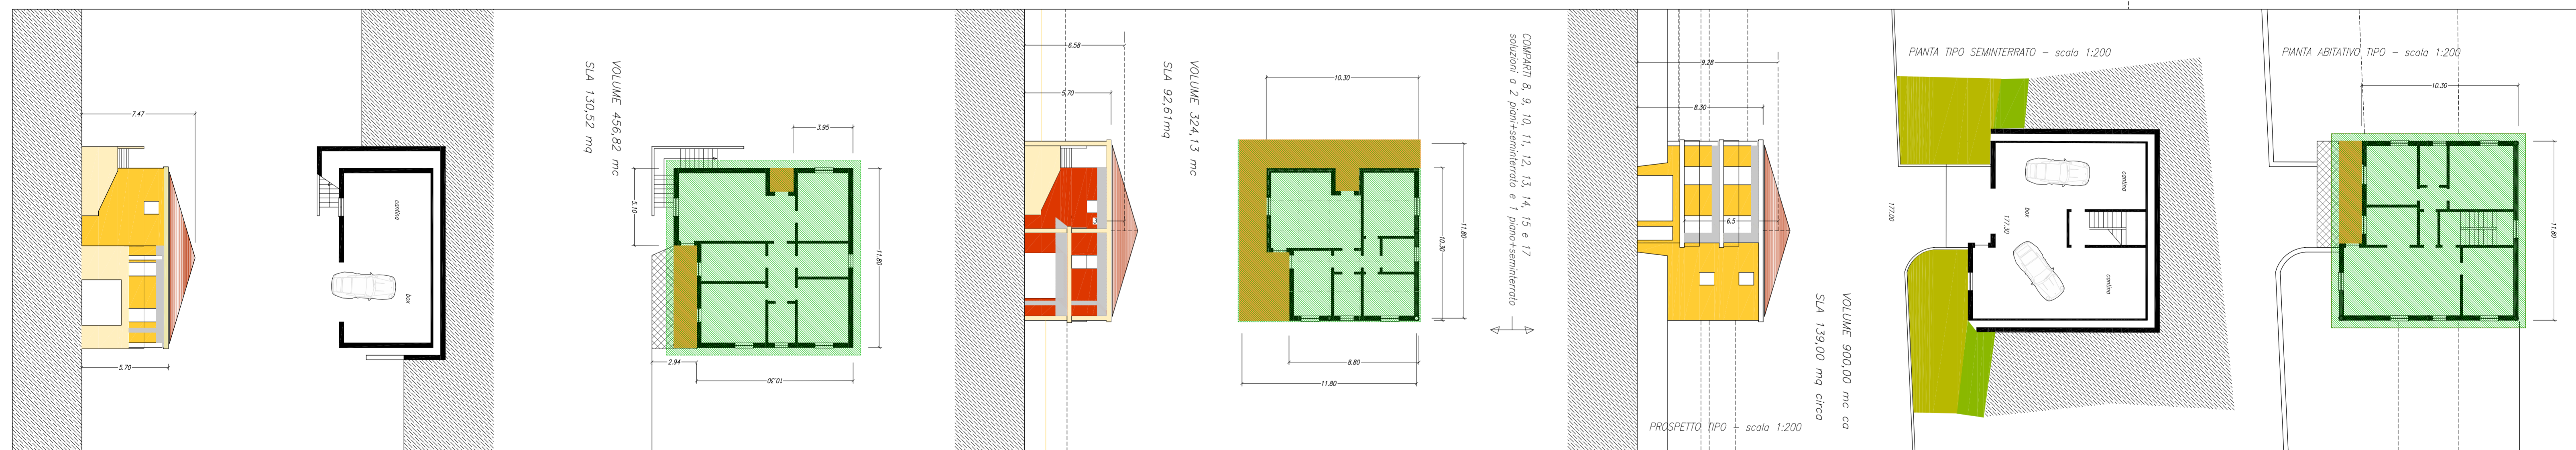 7.47
5.70
cantina
box
VOLUME 456,82 mc
SLA 130,52 mq
3.95
5.10
11.80
2.94
10.30
6.58
5.70
SLA 92,61mq
VOLUME 324,13 mc
10.30
11.80
10.30
8.80
11.80
COMPARTI 8, 9, 10, 11, 12, 13, 14, 15 e 17
soluzioni a 2 piani+seminterrato e 1 piano+seminterrato
9.28
8.30
6.5
PROSPETTO TIPO - scala 1:200
VOLUME 900,00 mc ca
SLA 139,00 mq circa
PIANTA TIPO SEMINTERRATO - scala 1:200
177.00
177.50
box
cantina
cantina
PIANTA ABITATIVO TIPO - scala 1:200
10.30
11.80